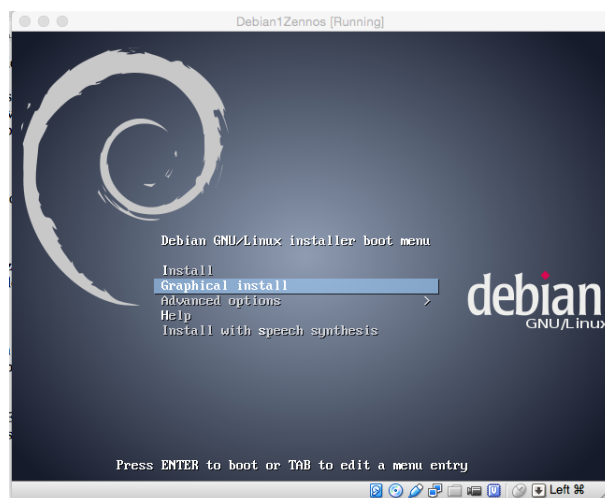 Debian1Zennos [Running]
Debian GNU/Linux installer boot menu
Install
Graphical install
Advanced options >
Help
Install with speech synthesis
debian
GNU/Linux
Press ENTER to boot or TAB to edit a menu entry
Left ⌘